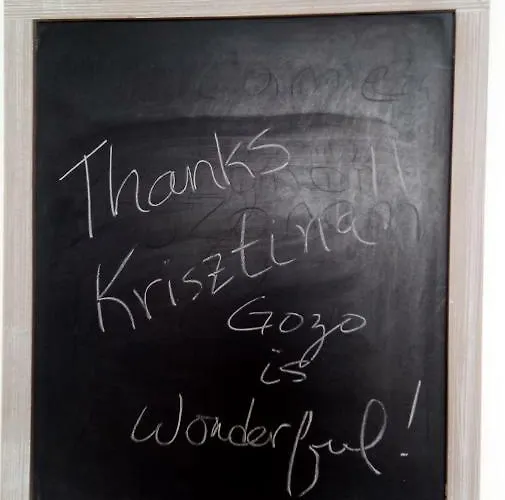 Thanks
Krisztina
Gozo
is
Wonderful!